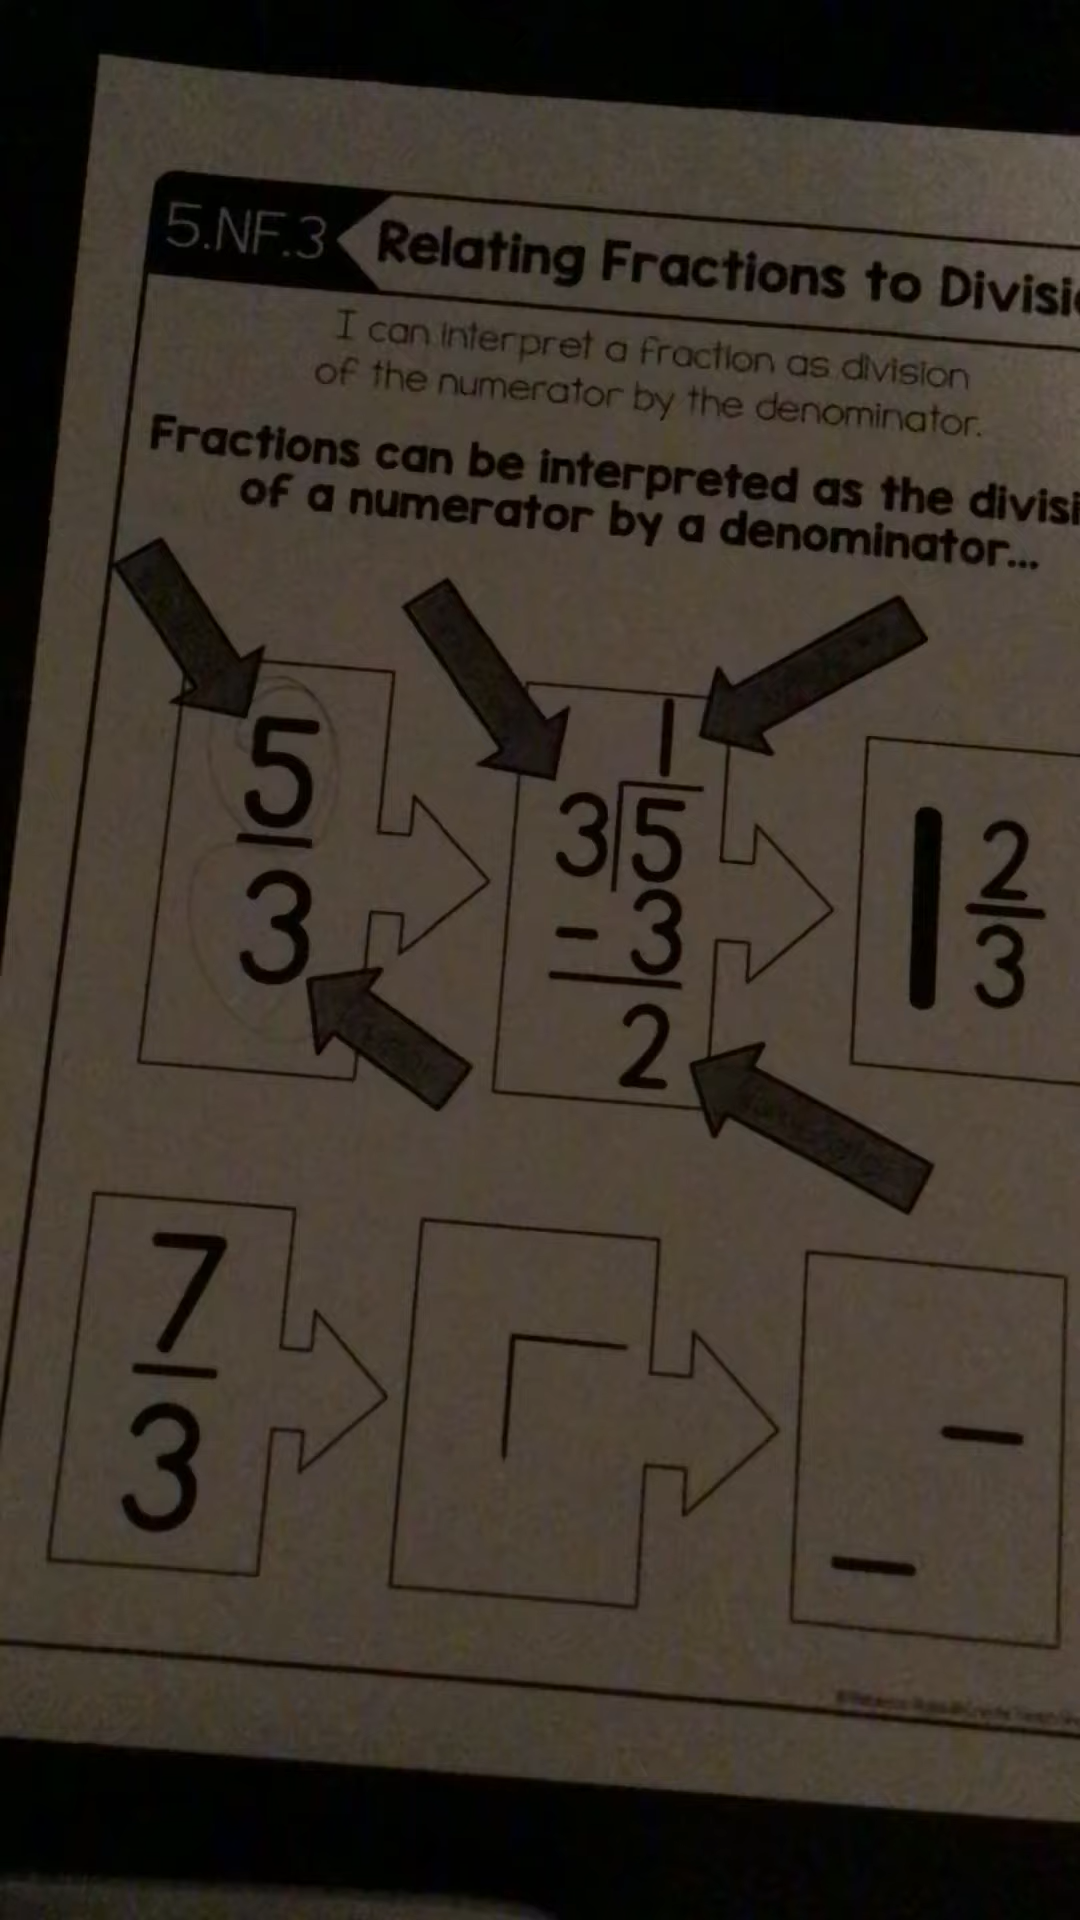 5.NF.3 Relating Fractions to Divisi
I can interpret a fraction as division
of the numerator by the denominator.
Fractions can be interpreted as the divisi
of a numerator by a denominator...
5
3
1
3 5
- 3
2
1 2
3
7
3